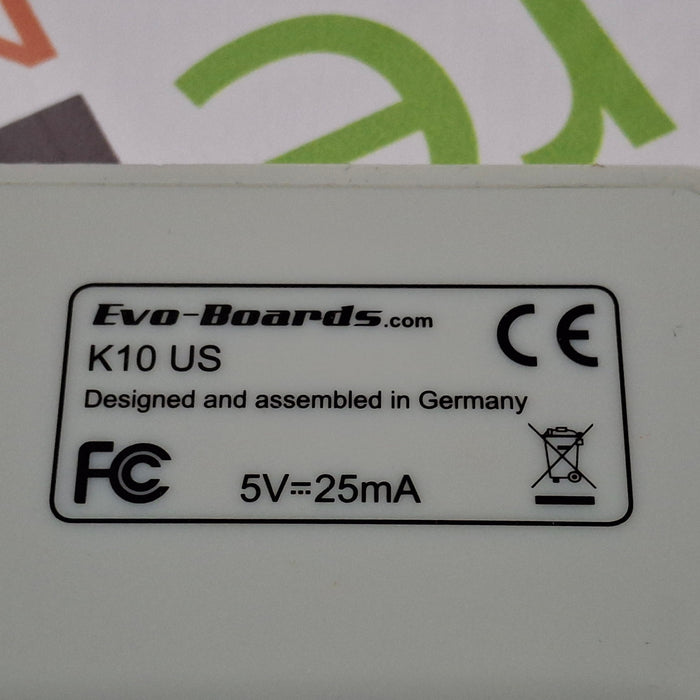 Evo-Boards.com
CE
K10 US
Designed and assembled in Germany
FC
5V⎓25mA